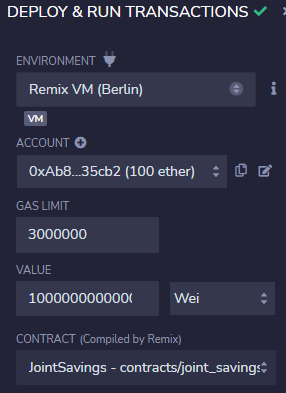 DEPLOY & RUN TRANSACTIONS
ENVIRONMENT
Remix VM (Berlin)
VM
ACCOUNT
0xAb8...35cb2 (100 ether)
GAS LIMIT
3000000
VALUE
Wei
CONTRACT (Compiled by Remix)
JointSavings - contracts/joint_savings